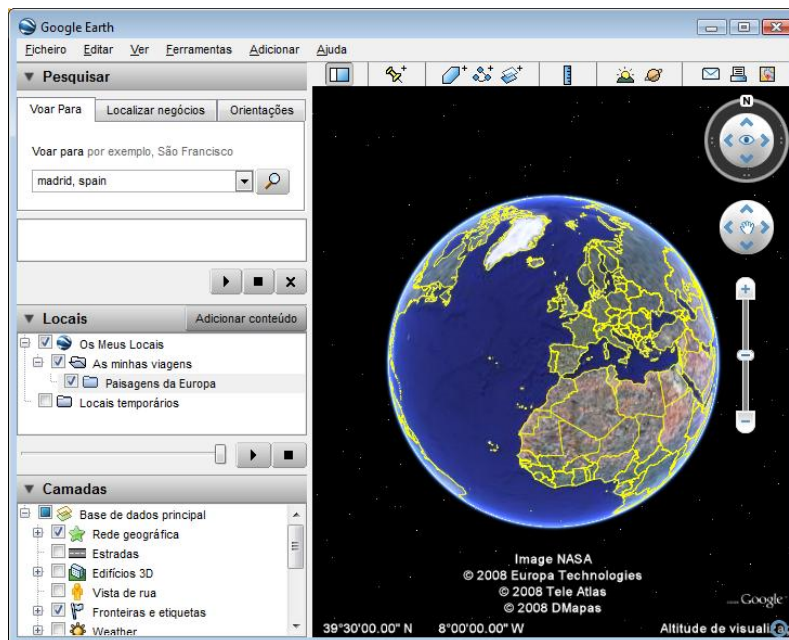 Google Earth
Ficheiro Editar Ver Ferramentas Adicionar Ajuda
Pesquisar
Voar Para Localizar negócios Orientações
Voar para por exemplo, São Francisco
madrid, spain
Locais Adicionar conteúdo
Os Meus Locais
As minhas viagens
Paisagens da Europa
Locais temporários
Camadas
Base de dados principal
Rede geográfica
Estradas
Edifícios 3D
Vista de rua
Fronteiras e etiquetas
Weather
N
Image NASA
© 2008 Europa Technologies
© 2008 Tele Atlas
© 2008 DMapas
Google
39°30'00.00" N 8°00'00.00" W Altitude de